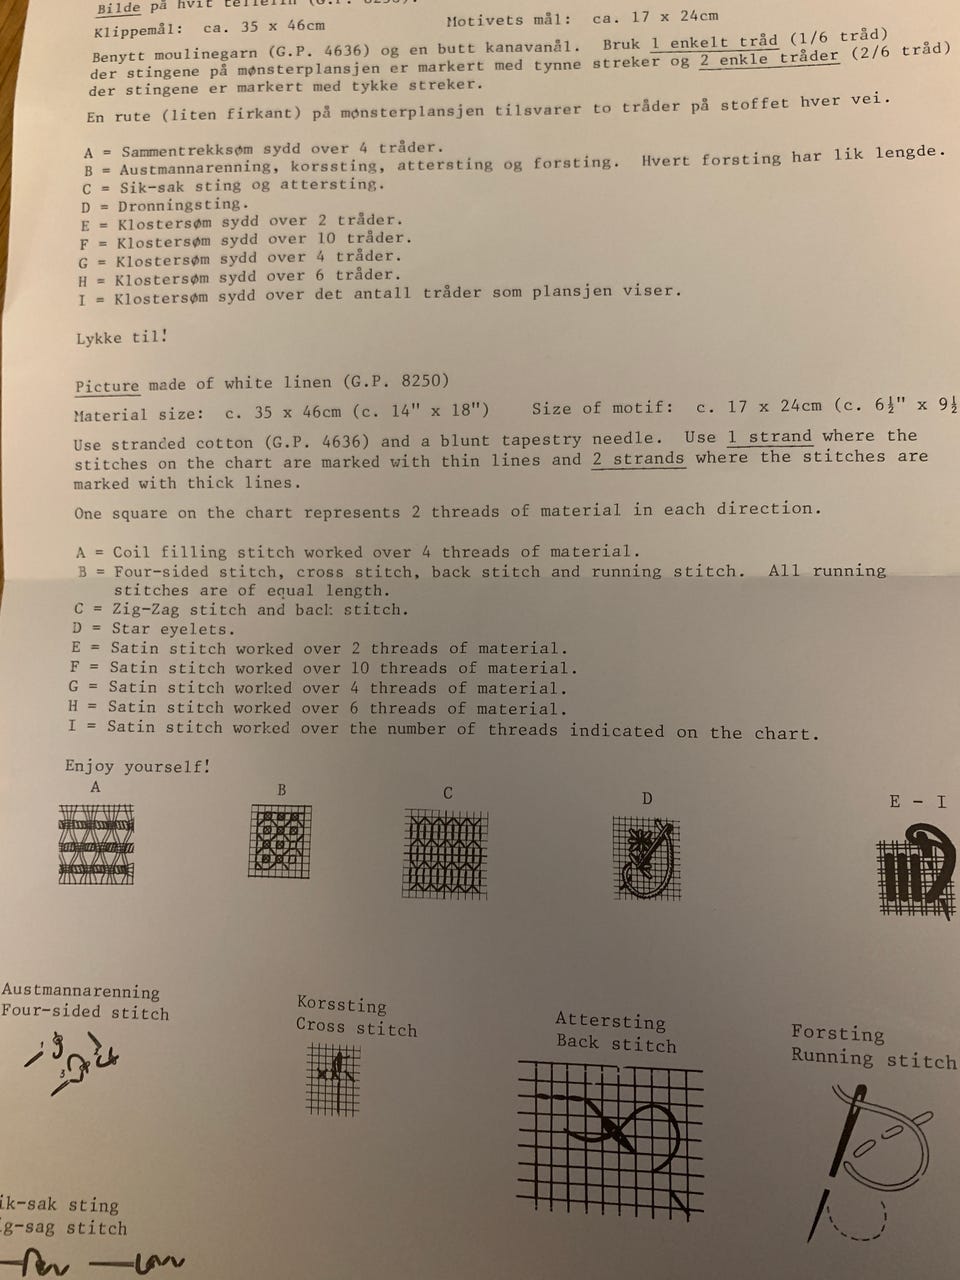 Bilde på hvit tellelin (G.P. 8250).
Klippemål: ca. 35 x 46cm Motivets mål: ca. 17 x 24cm
Benytt moulinegarn (G.P. 4636) og en butt kanavanål. Bruk 1 enkelt tråd (1/6 tråd)
der stingene på mønsterplansjen er markert med tynne streker og 2 enkle tråder (2/6 tråd)
der stingene er markert med tykke streker.
En rute (liten firkant) på mønsterplansjen tilsvarer to tråder på stoffet hver vei.
A = Sammentrekksøm sydd over 4 tråder.
B = Austmannarenning, korssting, attersting og forsting. Hvert forsting har lik lengde.
C = Sik-sak sting og attersting.
D = Dronningsting.
E = Klostersøm sydd over 2 tråder.
F = Klostersøm sydd over 10 tråder.
G = Klostersøm sydd over 4 tråder.
H = Klostersøm sydd over 6 tråder.
I = Klostersøm sydd over det antall tråder som plansjen viser.
Lykke til!
Picture made of white linen (G.P. 8250)
Material size: c. 35 x 46cm (c. 14" x 18") Size of motif: c. 17 x 24cm (c. 6½" x 9½
Use stranded cotton (G.P. 4636) and a blunt tapestry needle. Use 1 strand where the
stitches on the chart are marked with thin lines and 2 strands where the stitches are
marked with thick lines.
One square on the chart represents 2 threads of material in each direction.
A = Coil filling stitch worked over 4 threads of material.
B = Four-sided stitch, cross stitch, back stitch and running stitch. All running
stitches are of equal length.
C = Zig-Zag stitch and back stitch.
D = Star eyelets.
E = Satin stitch worked over 2 threads of material.
F = Satin stitch worked over 10 threads of material.
G = Satin stitch worked over 4 threads of material.
H = Satin stitch worked over 6 threads of material.
I = Satin stitch worked over the number of threads indicated on the chart.
Enjoy yourself!
A B C D E - I
Austmannarenning
Four-sided stitch
Korssting
Cross stitch
Attersting
Back stitch
Forsting
Running stitch
ik-sak sting
g-sag stitch